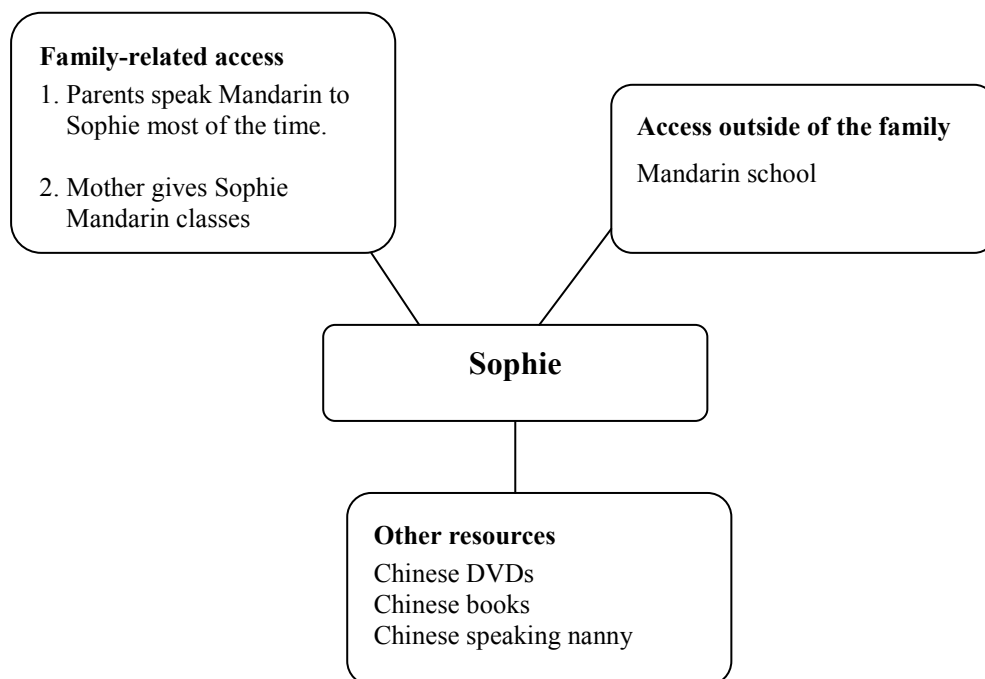 Family-related access
1. Parents speak Mandarin to
Sophie most of the time.
2. Mother gives Sophie
Mandarin classes
Access outside of the family
Mandarin school
Sophie
Other resources
Chinese DVDs
Chinese books
Chinese speaking nanny